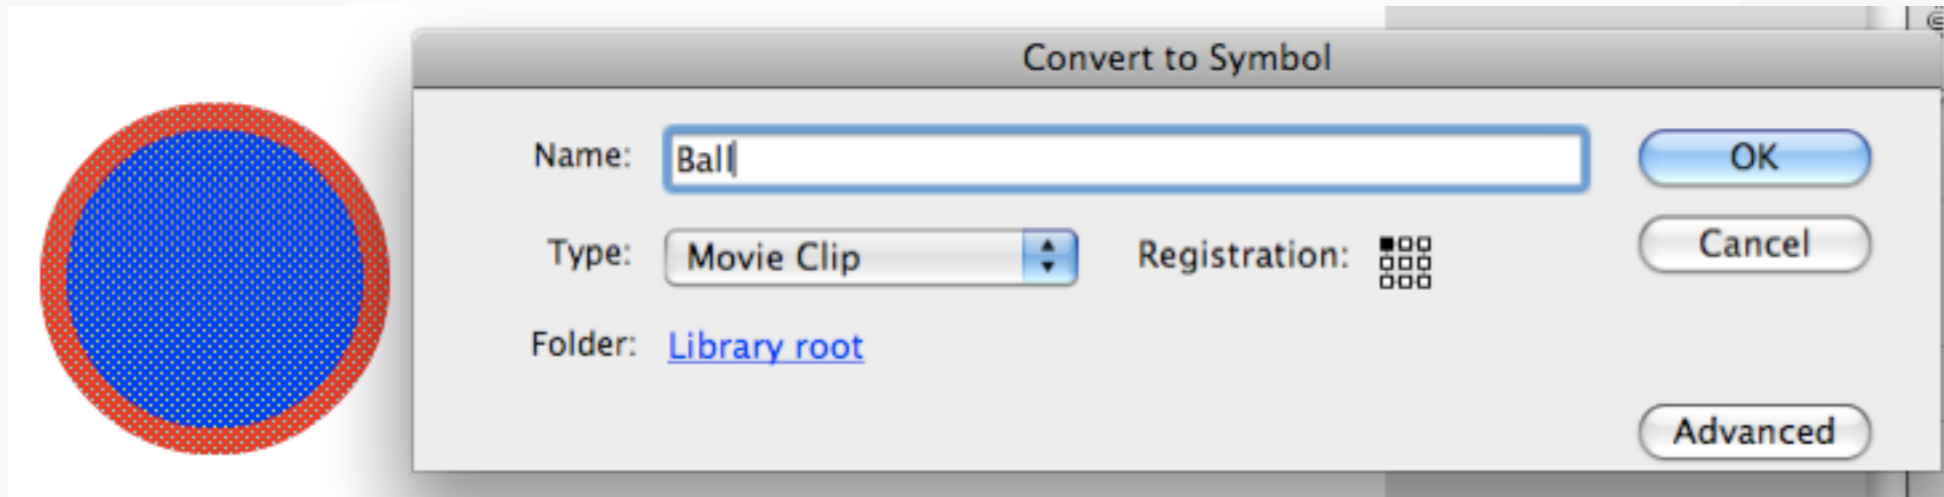 Convert to Symbol
Name: Ball OK
Type: Movie Clip Registration: Cancel
Folder: Library root
Advanced